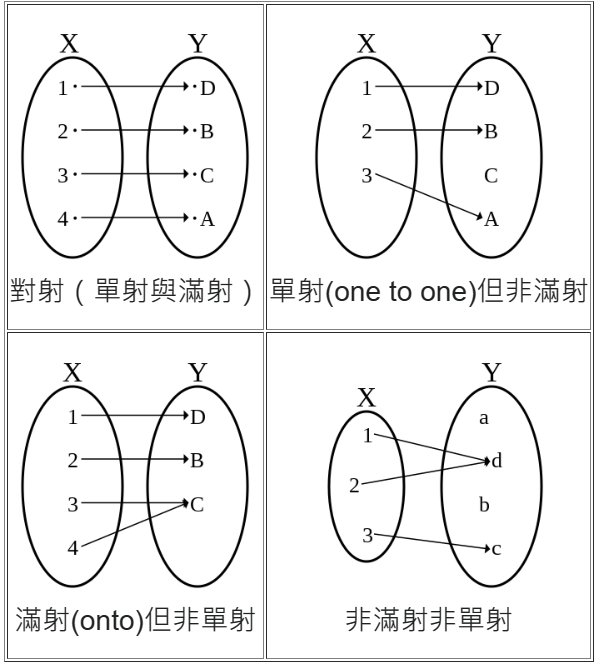 X Y
1 D
2 B
3 C
4 A
對射（單射與滿射）
X Y
1 D
2 B
3 C
A
單射(one to one)但非滿射
X Y
1 D
2 B
3 C
4
滿射(onto)但非單射
X Y
1 a
d
2 b
3 c
非滿射非單射